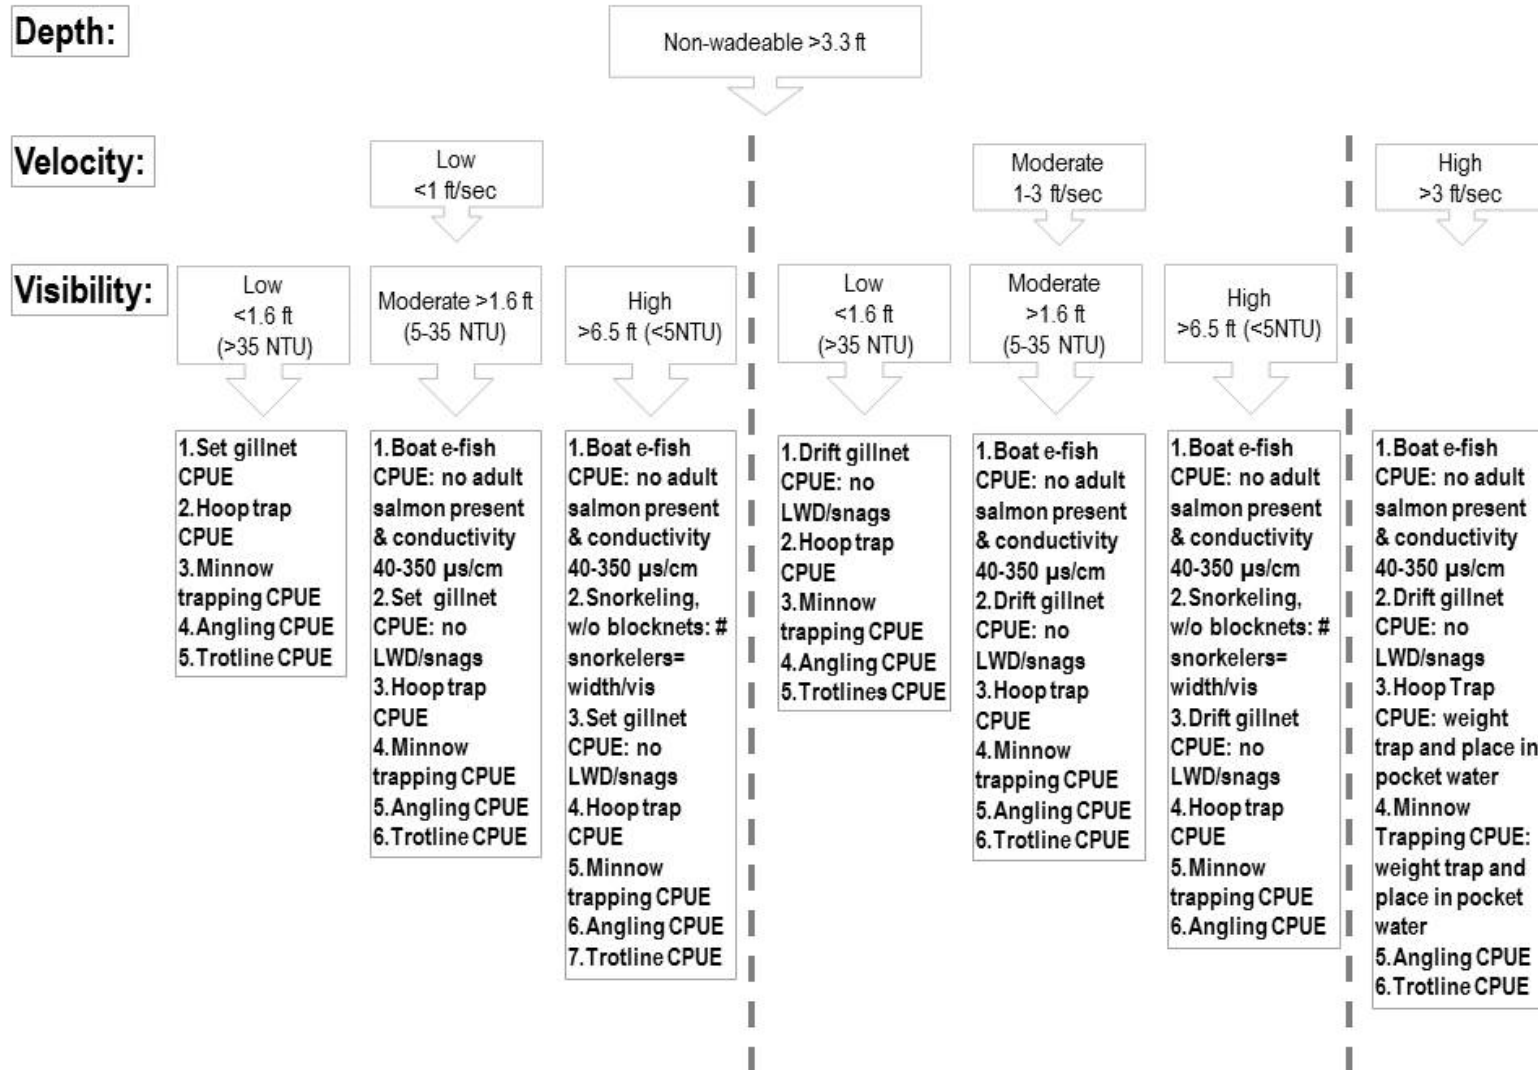 Depth:
Non-wadeable >3.3 ft
Velocity:
Low
<1 ft/sec
Moderate
1-3 ft/sec
High
>3 ft/sec
Visibility:
Low
<1.6 ft
(>35 NTU)
Moderate >1.6 ft
(5-35 NTU)
High
>6.5 ft (<5NTU)
Low
<1.6 ft
(>35 NTU)
Moderate
>1.6 ft
(5-35 NTU)
High
>6.5 ft (<5NTU)
1.Set gillnet
CPUE
2.Hoop trap
CPUE
3.Minnow
trapping CPUE
4.Angling CPUE
5.Trotline CPUE
1.Boat e-fish
CPUE: no adult
salmon present
& conductivity
40-350 µs/cm
2.Set gillnet
CPUE: no
LWD/snags
3.Hoop trap
CPUE
4.Minnow
trapping CPUE
5.Angling CPUE
6.Trotline CPUE
1.Boat e-fish
CPUE: no adult
salmon present
& conductivity
40-350 µs/cm
2.Snorkeling,
w/o blocknets: #
snorkelers=
width/vis
3.Set gillnet
CPUE: no
LWD/snags
4.Hoop trap
CPUE
5.Minnow
trapping CPUE
6.Angling CPUE
7.Trotline CPUE
1.Drift gillnet
CPUE: no
LWD/snags
2.Hoop trap
CPUE
3.Minnow
trapping CPUE
4.Angling CPUE
5.Trotlines CPUE
1.Boat e-fish
CPUE: no adult
salmon present
& conductivity
40-350 µs/cm
2.Drift gillnet
CPUE: no
LWD/snags
3.Hoop trap
CPUE
4.Minnow
trapping CPUE
5.Angling CPUE
6.Trotline CPUE
1.Boat e-fish
CPUE: no adult
salmon present
& conductivity
40-350 µs/cm
2.Snorkeling,
w/o blocknets: #
snorkelers=
width/vis
3.Drift gillnet
CPUE: no
LWD/snags
4.Hoop trap
CPUE
5.Minnow
trapping CPUE
6.Angling CPUE
1.Boat e-fish
CPUE: no adult
salmon present
& conductivity
40-350 µs/cm
2.Drift gillnet
CPUE: no
LWD/snags
3.Hoop Trap
CPUE: weight
trap and place in
pocket water
4.Minnow
Trapping CPUE:
weight trap and
place in pocket
water
5.Angling CPUE
6.Trotline CPUE